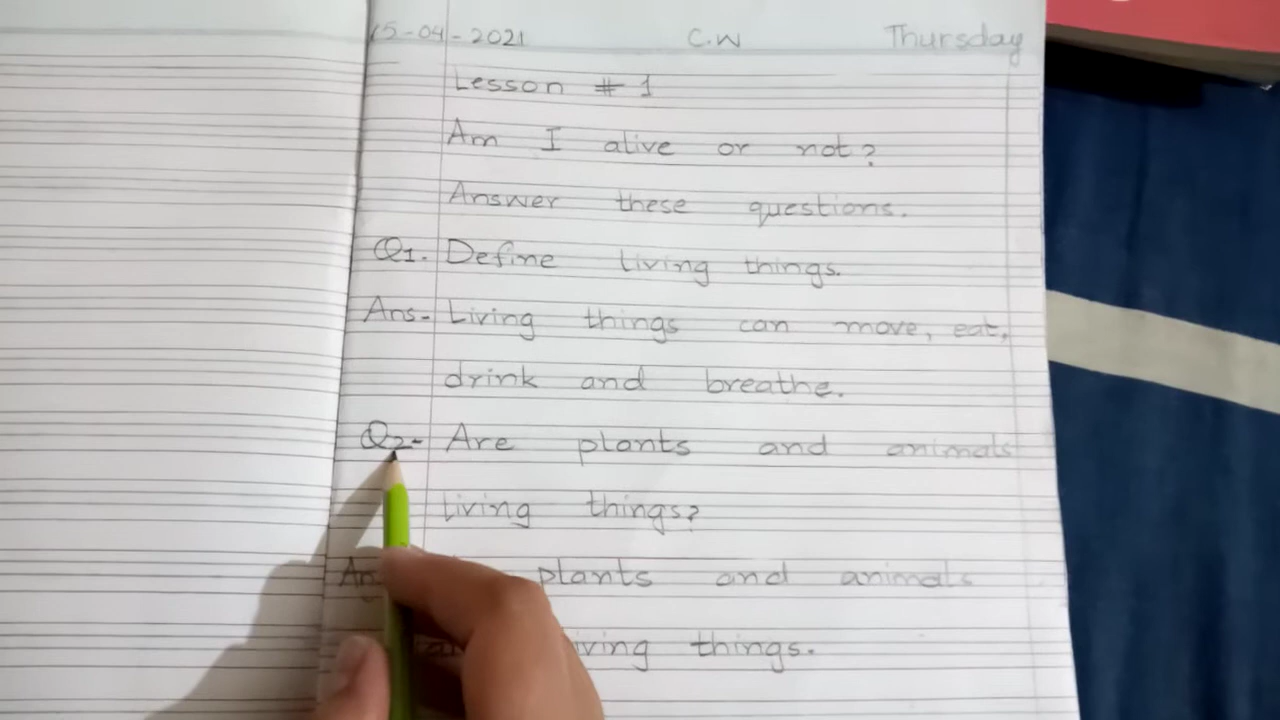 15-04-2021 C.W Thursday
Lesson # 1
Am I alive or not?
Answer these questions.
Q1. Define living things.
Ans- Living things can move, eat,
drink and breathe.
Q2- Are plants and animals
living things?
plants and animals
things.